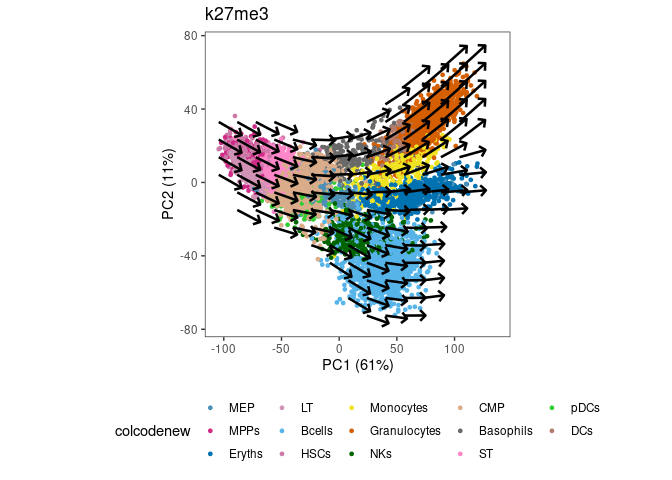 k27me3
80
40
0
-40
-80
PC2 (11%)
-100 -50 0 50 100
PC1 (61%)
colcodenew
MEP LT Monocytes CMP pDCs
MPPs Bcells Granulocytes Basophils DCs
Eryths HSCs NKs ST